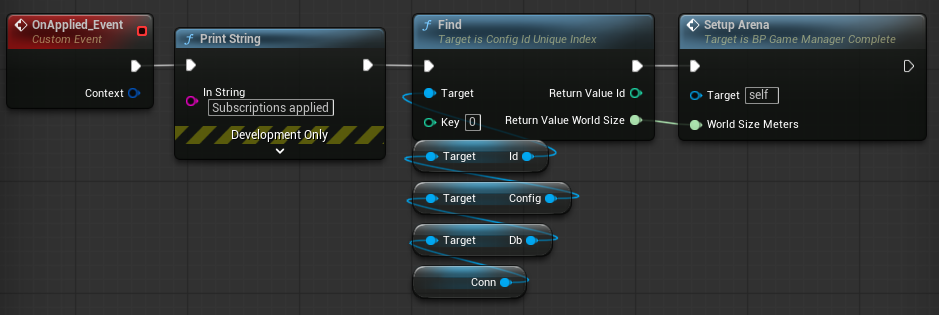 OnApplied_Event
Custom Event
Context
Print String
In String
Subscriptions applied
Development Only
Find
Target is Config Id Unique Index
Target
Return Value Id
Key 0
Return Value World Size
Setup Arena
Target is BP Game Manager Complete
Target self
World Size Meters
Target Id
Target Config
Target Db
Conn